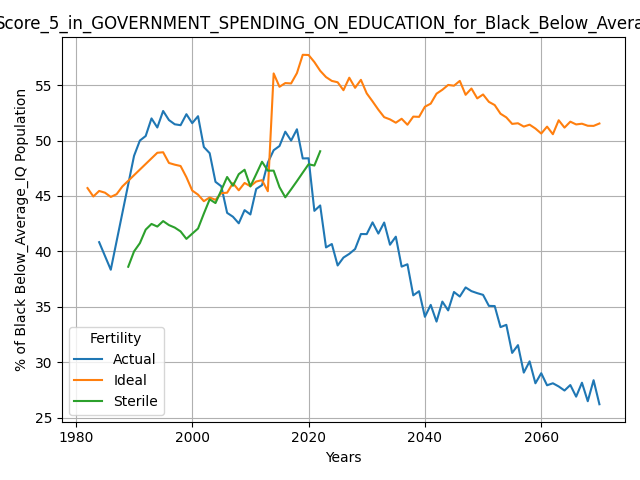 Score_5_in_GOVERNMENT_SPENDING_ON_EDUCATION_for_Black_Below_Avera
% of Black Below_Average_IQ Population
55
50
45
40
35
30
25
1980
2000
2020
2040
2060
Years
Fertility
Actual
Ideal
Sterile